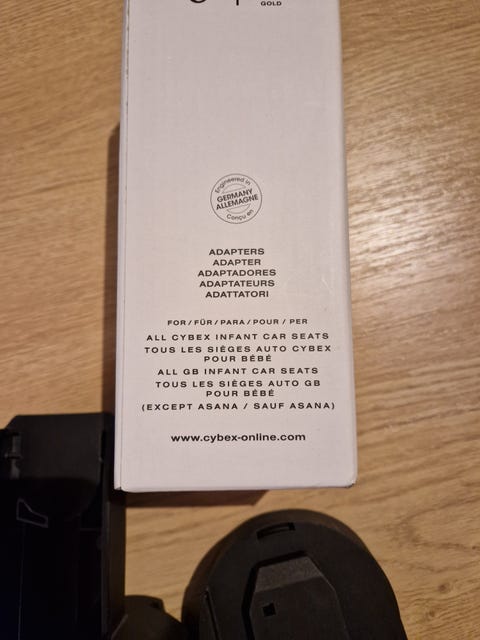 GOLD
Engineered in
GERMANY
ALLEMAGNE
Conçu en
ADAPTERS
ADAPTER
ADAPTADORES
ADAPTATEURS
ADATTATORI
FOR / FÜR / PARA / POUR / PER
ALL CYBEX INFANT CAR SEATS
TOUS LES SIÈGES AUTO CYBEX
POUR BÉBÉ
ALL GB INFANT CAR SEATS
TOUS LES SIÈGES AUTO GB
POUR BÉBÉ
(EXCEPT ASANA / SAUF ASANA)
www.cybex-online.com